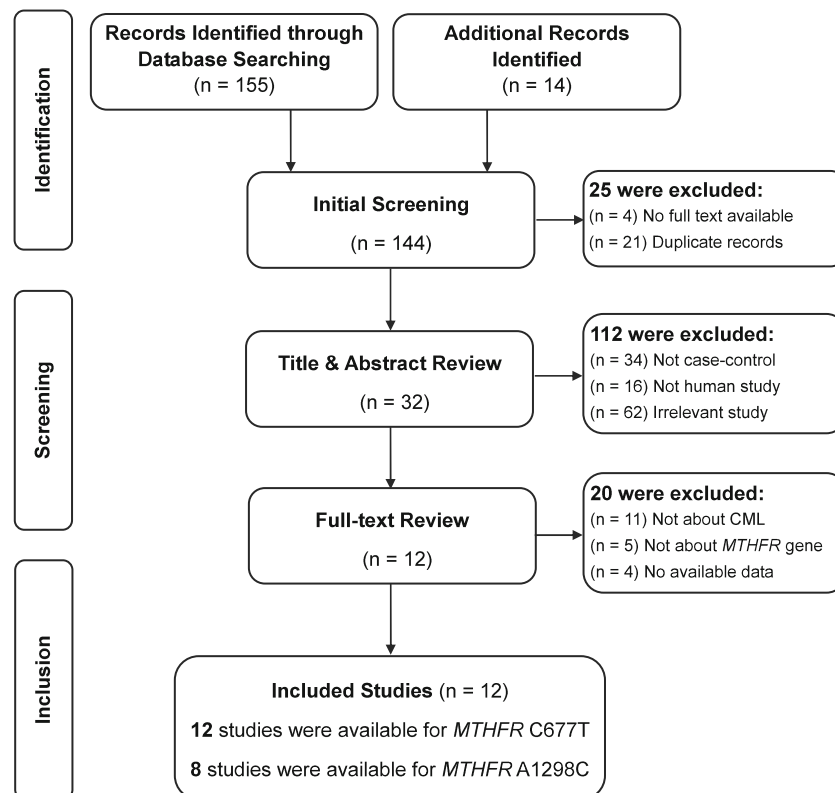 Identification
Records Identified through
Database Searching
(n = 155)
Additional Records
Identified
(n = 14)
Initial Screening
(n = 144)
25 were excluded:
(n = 4) No full text available
(n = 21) Duplicate records
Screening
Title & Abstract Review
(n = 32)
112 were excluded:
(n = 34) Not case-control
(n = 16) Not human study
(n = 62) Irrelevant study
Full-text Review
(n = 12)
20 were excluded:
(n = 11) Not about CML
(n = 5) Not about MTHFR gene
(n = 4) No available data
Inclusion
Included Studies (n = 12)
12 studies were available for MTHFR C677T
8 studies were available for MTHFR A1298C